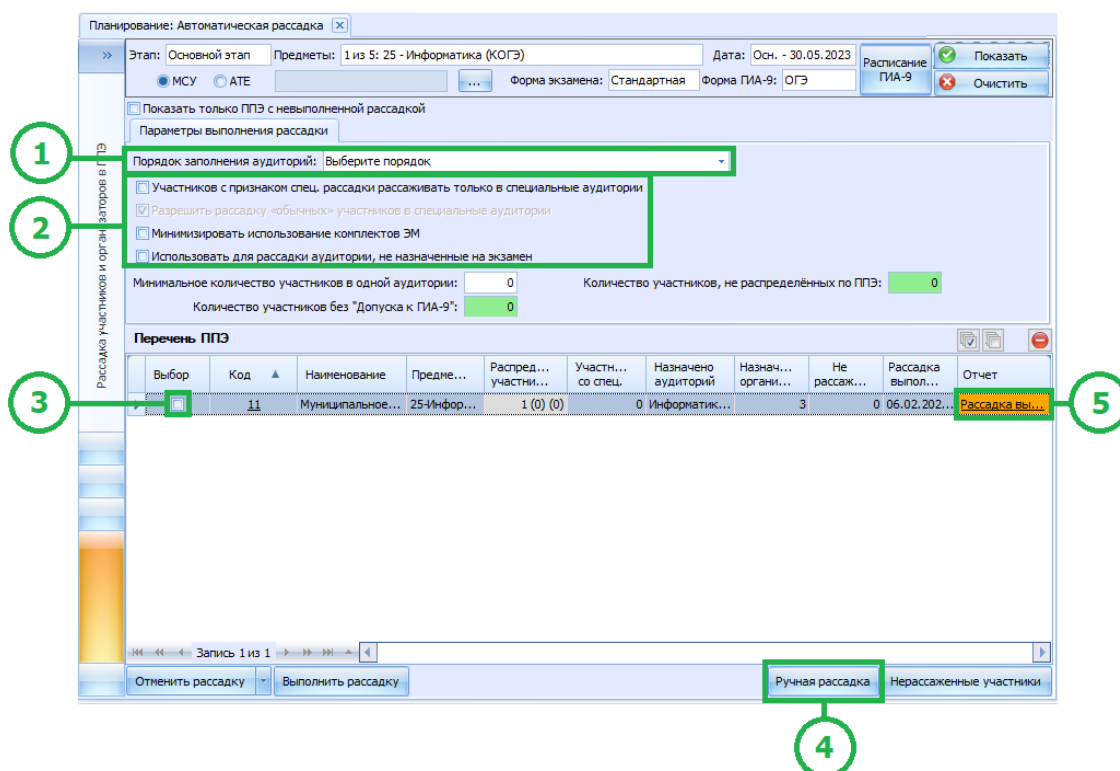 Планирование: Автоматическая рассадка
Этап: Основной этап Предметы: 1 из 5: 25 - Информатика (КОГЭ) Дата: Осн. - 30.05.2023 Расписание ГИА-9 Показать
МСУ АТЕ ... Форма экзамена: Стандартная Форма ГИА-9: ОГЭ Очистить
Показать только ППЭ с невыполненной рассадкой
Параметры выполнения рассадки
1
Порядок заполнения аудиторий: Выберите порядок
Участников с признаком спец. рассадки рассаживать только в специальные аудитории
Разрешить рассадку «обычных» участников в специальные аудитории
2
Минимизировать использование комплектов ЭМ
Использовать для рассадки аудитории, не назначенные на экзамен
Минимальное количество участников в одной аудитории: 0 Количество участников, не распределённых по ППЭ: 0
Количество участников без "Допуска к ГИА-9": 0
Рассадка участников и организаторов в ППЭ
Перечень ППЭ
Выбор Код Наименование Предме... Распред... участни... Участн... со спец. Назначено аудиторий Назнач... органи... Не рассаж... Рассадка выпол... Отчет
3
11 Муниципальное... 25-Инфор... 1 (0) (0) 0 Информатик... 3 0 06.02.202... Рассадка вы...
5
Запись 1 из 1
Отменить рассадку Выполнить рассадку Ручная рассадка Нерассаженные участники
4